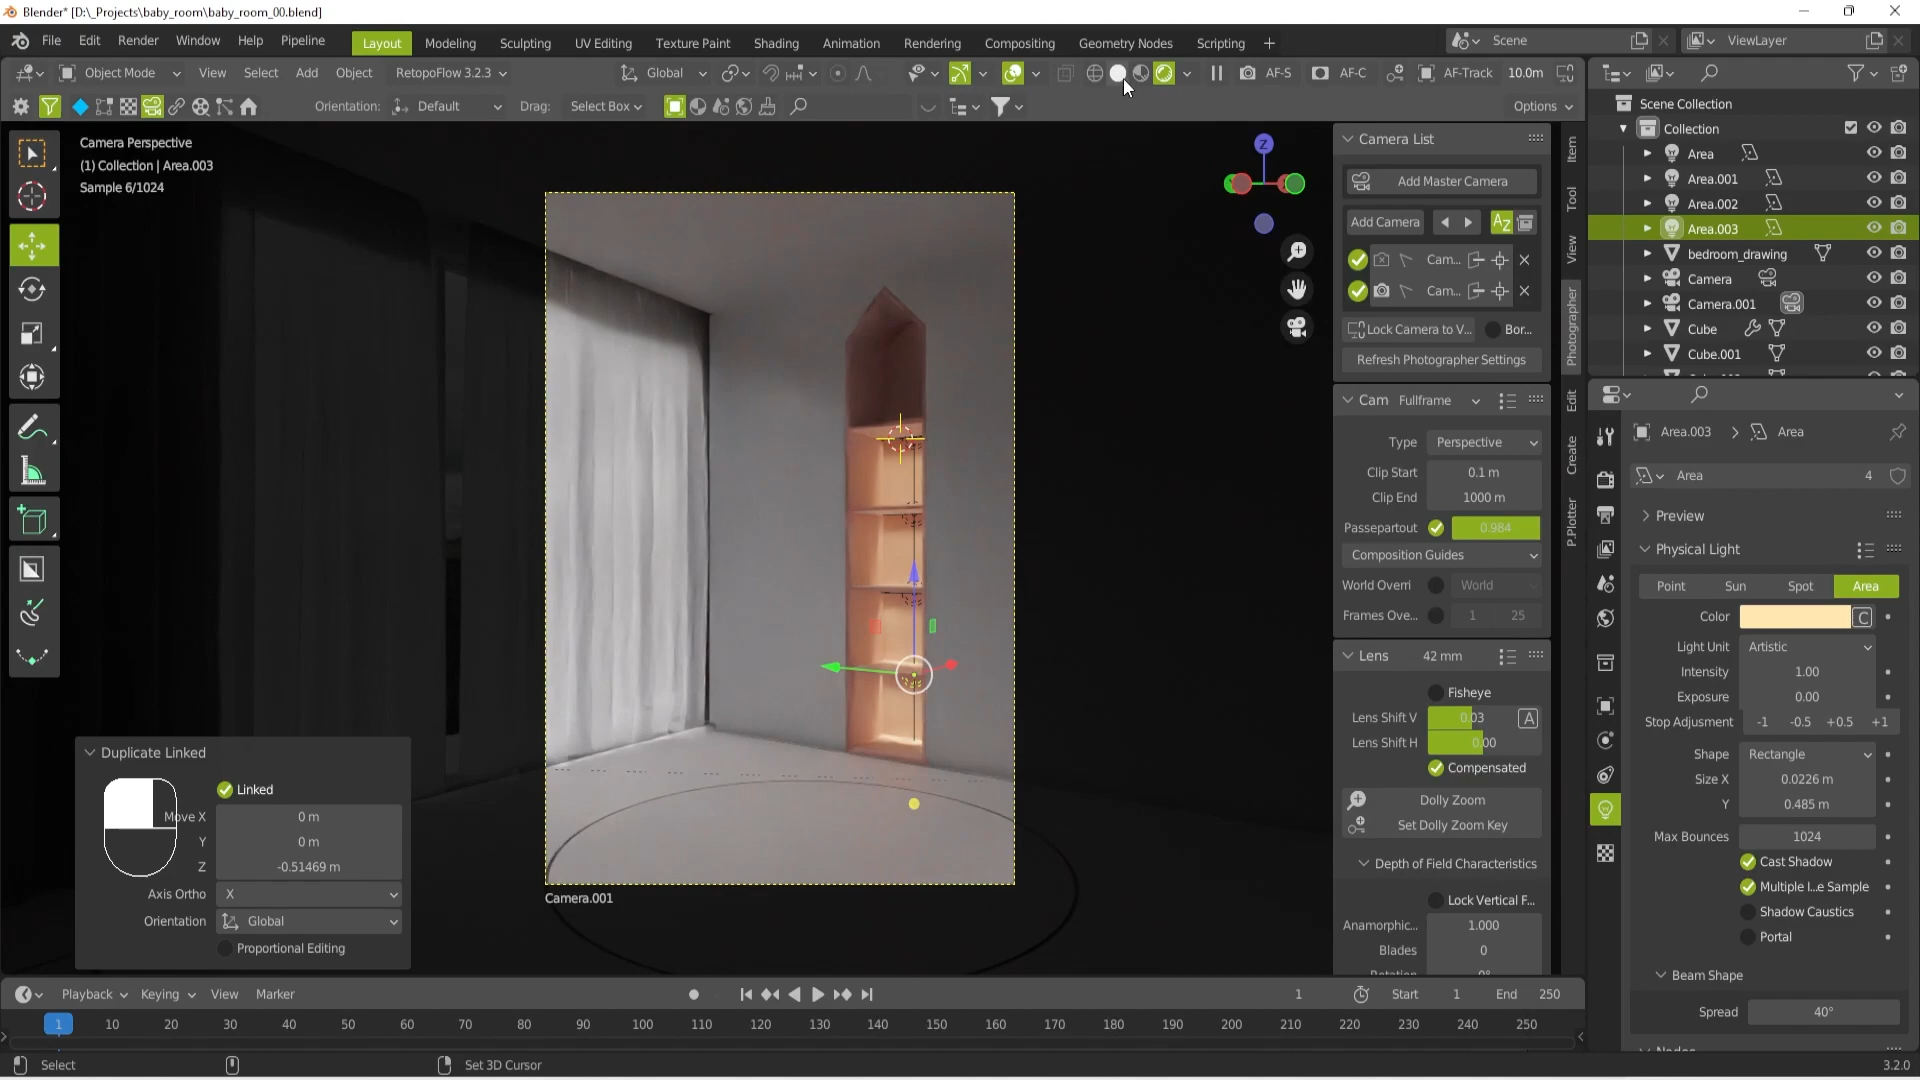 Blender* [D:\_Projects\baby_room\baby_room_00.blend]
File Edit Render Window Help Pipeline Layout Modeling Sculpting UV Editing Texture Paint Shading Animation Rendering Compositing Geometry Nodes Scripting Scene ViewLayer
Object Mode View Select Add Object RetopoFlow 3.2.3 Global AF-S AF-C AF-Track 10.0m
Orientation: Default Drag: Select Box Options
Camera Perspective
(1) Collection | Area.003
Sample 6/1024
Z
Camera.001
Duplicate Linked
Linked
Move X 0 m
Y 0 m
Z -0.51469 m
Axis Ortho X
Orientation Global
Proportional Editing
Camera List
Add Master Camera
Add Camera AZ
Cam...
Cam...
Lock Camera to V... Bor...
Refresh Photographer Settings
Cam Fullframe
Type Perspective
Clip Start 0.1 m
Clip End 1000 m
Passepartout 0.984
Composition Guides
World Overri World
Frames Ove... 1 25
Lens 42 mm
Fisheye
Lens Shift V 0.03 A
Lens Shift H 0.00
Compensated
Dolly Zoom
Set Dolly Zoom Key
Depth of Field Characteristics
Lock Vertical F...
Anamorphic... 1.000
Blades 0
Rotation 0°
Item
Tool
View
Photographer
Edit
Create
P.Plotter
Scene Collection
Collection
Area
Area.001
Area.002
Area.003
bedroom_drawing
Camera
Camera.001
Cube
Cube.001
Area.003 Area
Area 4
Preview
Physical Light
Point Sun Spot Area
Color C
Light Unit Artistic
Intensity 1.00
Exposure 0.00
Stop Adjusment -1 -0.5 +0.5 +1
Shape Rectangle
Size X 0.0226 m
Y 0.485 m
Max Bounces 1024
Cast Shadow
Multiple I...e Sample
Shadow Caustics
Portal
Beam Shape
Spread 40°
Nodes
Playback Keying View Marker 1 Start 1 End 250
1 10 20 30 40 50 60 70 80 90 100 110 120 130 140 150 160 170 180 190 200 210 220 230 240 250
Select Set 3D Cursor 3.2.0